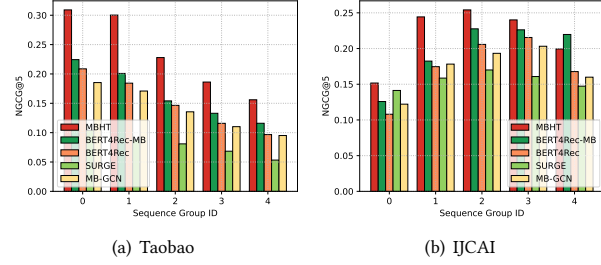 0.30
0.25
0.20
0.15
0.10
0.05
0.00
NGCG@5
MBHT
BERT4Rec-MB
BERT4Rec
SURGE
MB-GCN
0 1 2 3 4
Sequence Group ID
(a) Taobao
0.25
0.20
0.15
0.10
0.05
0.00
NGCG@5
MBHT
BERT4Rec-MB
BERT4Rec
SURGE
MB-GCN
0 1 2 3 4
Sequence Group ID
(b) IJCAI